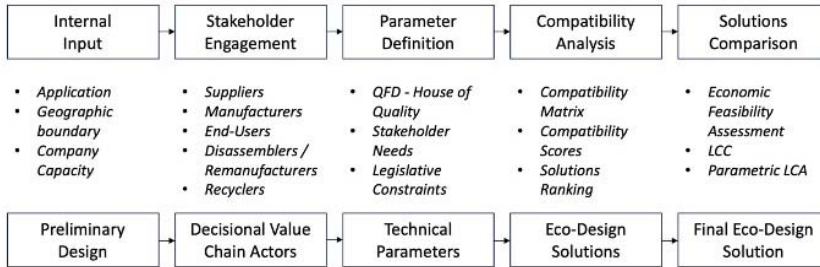 Internal
Input
Stakeholder
Engagement
Parameter
Definition
Compatibility
Analysis
Solutions
Comparison
• Application
• Geographic
boundary
• Company
Capacity
• Suppliers
• Manufacturers
• End-Users
• Disassemblers /
Remanufacturers
• Recyclers
• QFD - House of
Quality
• Stakeholder
Needs
• Legislative
Constraints
• Compatibility
Matrix
• Compatibility
Scores
• Solutions
Ranking
• Economic
Feasibility
Assessment
• LCC
• Parametric LCA
Preliminary
Design
Decisional Value
Chain Actors
Technical
Parameters
Eco-Design
Solutions
Final Eco-Design
Solution